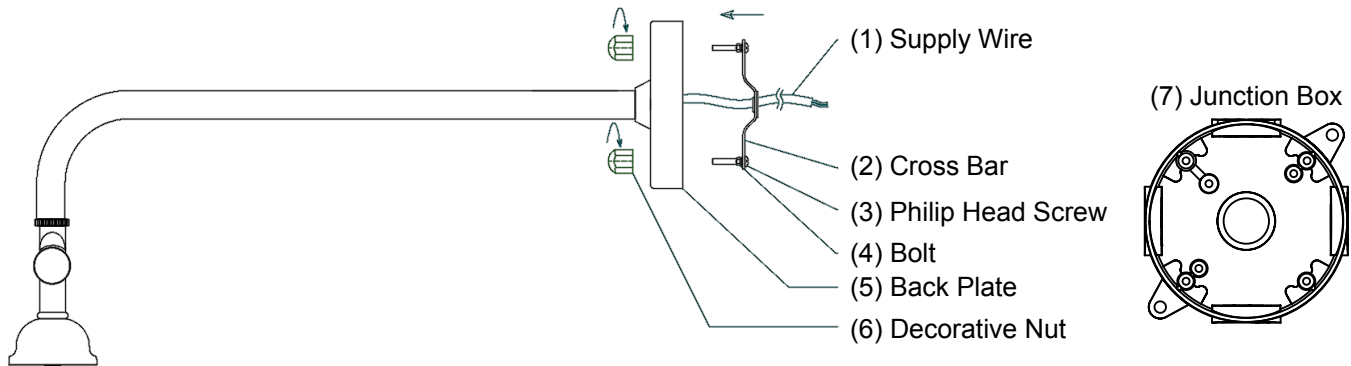 (1) Supply Wire
(7) Junction Box
(2) Cross Bar
(3) Philip Head Screw
(4) Bolt
(5) Back Plate
(6) Decorative Nut